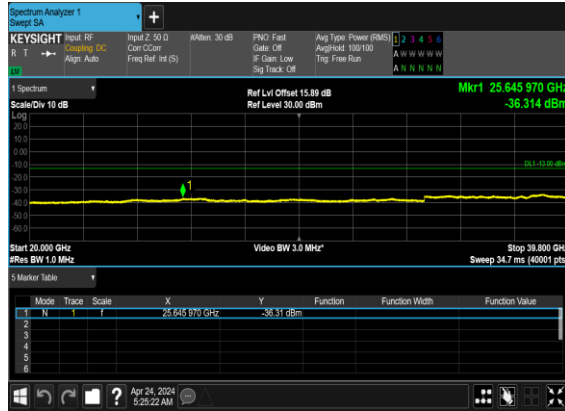 Spectrum Analyzer 1
Swept SA
+
KEYSIGHT Input: RF Input Z: 50 Ω #Atten: 30 dB PNO: Fast Avg Type: Power (RMS) 1 2 3 4 5 6
R T Coupling: DC Corr CCorr Gate: Off Avg|Hold: 100/100 A W W W W W
Align: Auto Freq Ref: Int (S) IF Gain: Low Trig: Free Run
Sig Track: Off A N N N N N
1 Spectrum Ref Lvl Offset 15.89 dB Mkr1 25.645 970 GHz
Scale/Div 10 dB Ref Level 30.00 dBm -36.314 dBm
Log
20.0
10.0
0.00
-10.0 DL1 -13.00 dBm
-20.0
-30.0 1
-40.0
-50.0
-60.0
Start 20.000 GHz Video BW 3.0 MHz* Stop 39.800 GHz
#Res BW 1.0 MHz Sweep 34.7 ms (40001 pts)
5 Marker Table
Mode Trace Scale X Y Function Function Width Function Value
1 N 1 f 25.645 970 GHz -36.31 dBm
2
3
4
5
6
? Apr 24, 2024
5:25:22 AM